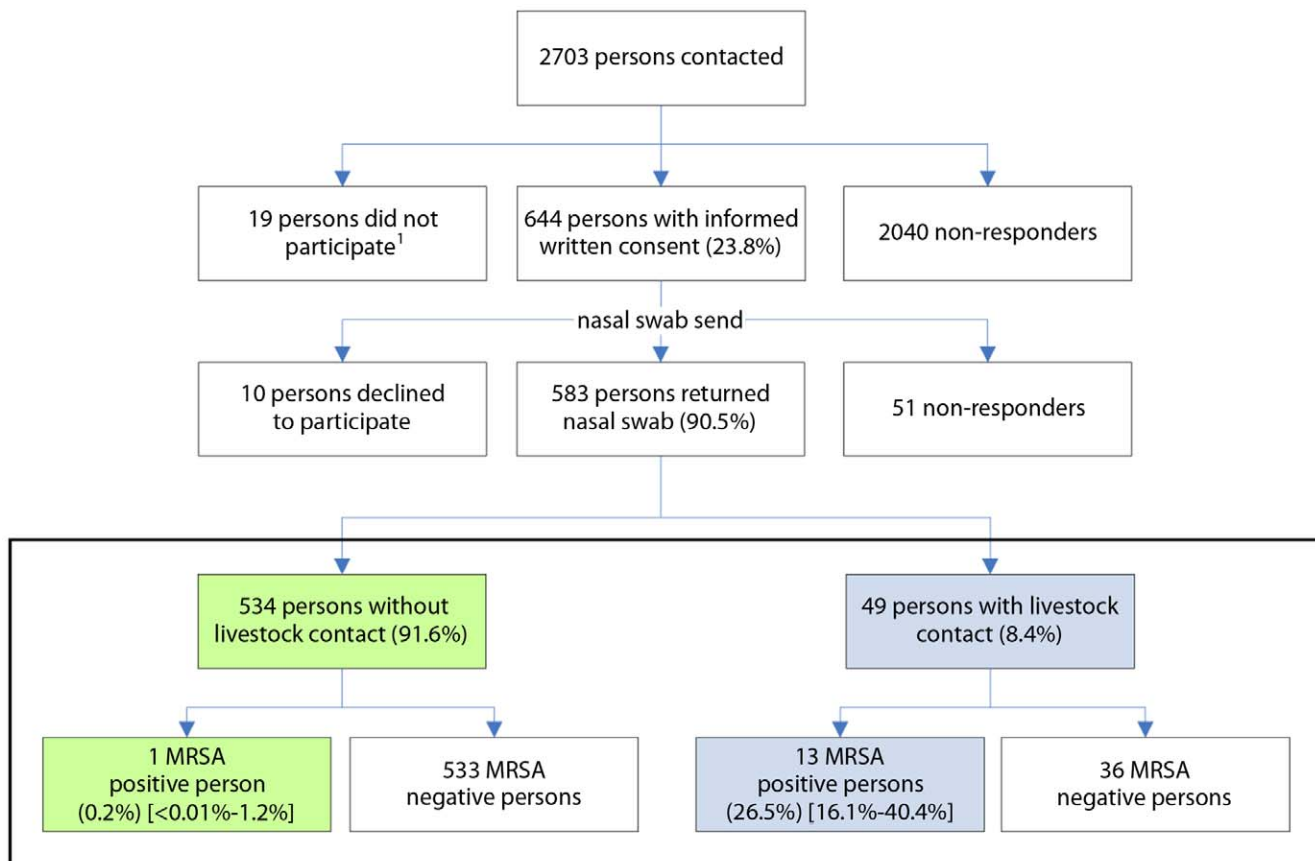 2703 persons contacted
19 persons did not
participate¹
644 persons with informed
written consent (23.8%)
2040 non-responders
nasal swab send
10 persons declined
to participate
583 persons returned
nasal swab (90.5%)
51 non-responders
534 persons without
livestock contact (91.6%)
49 persons with livestock
contact (8.4%)
1 MRSA
positive person
(0.2%) [<0.01%-1.2%]
533 MRSA
negative persons
13 MRSA
positive persons
(26.5%) [16.1%-40.4%]
36 MRSA
negative persons